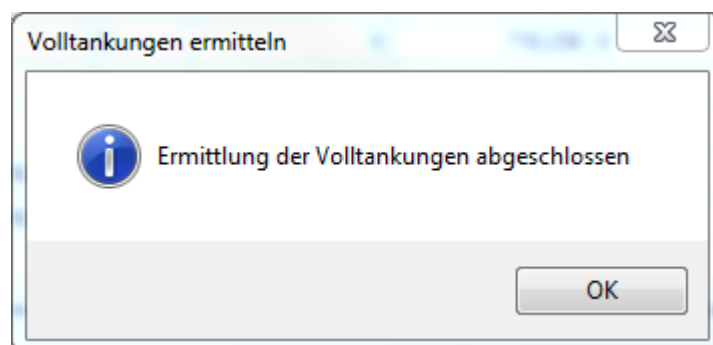 Volltankungen ermitteln
Ermittlung der Volltankungen abgeschlossen
OK